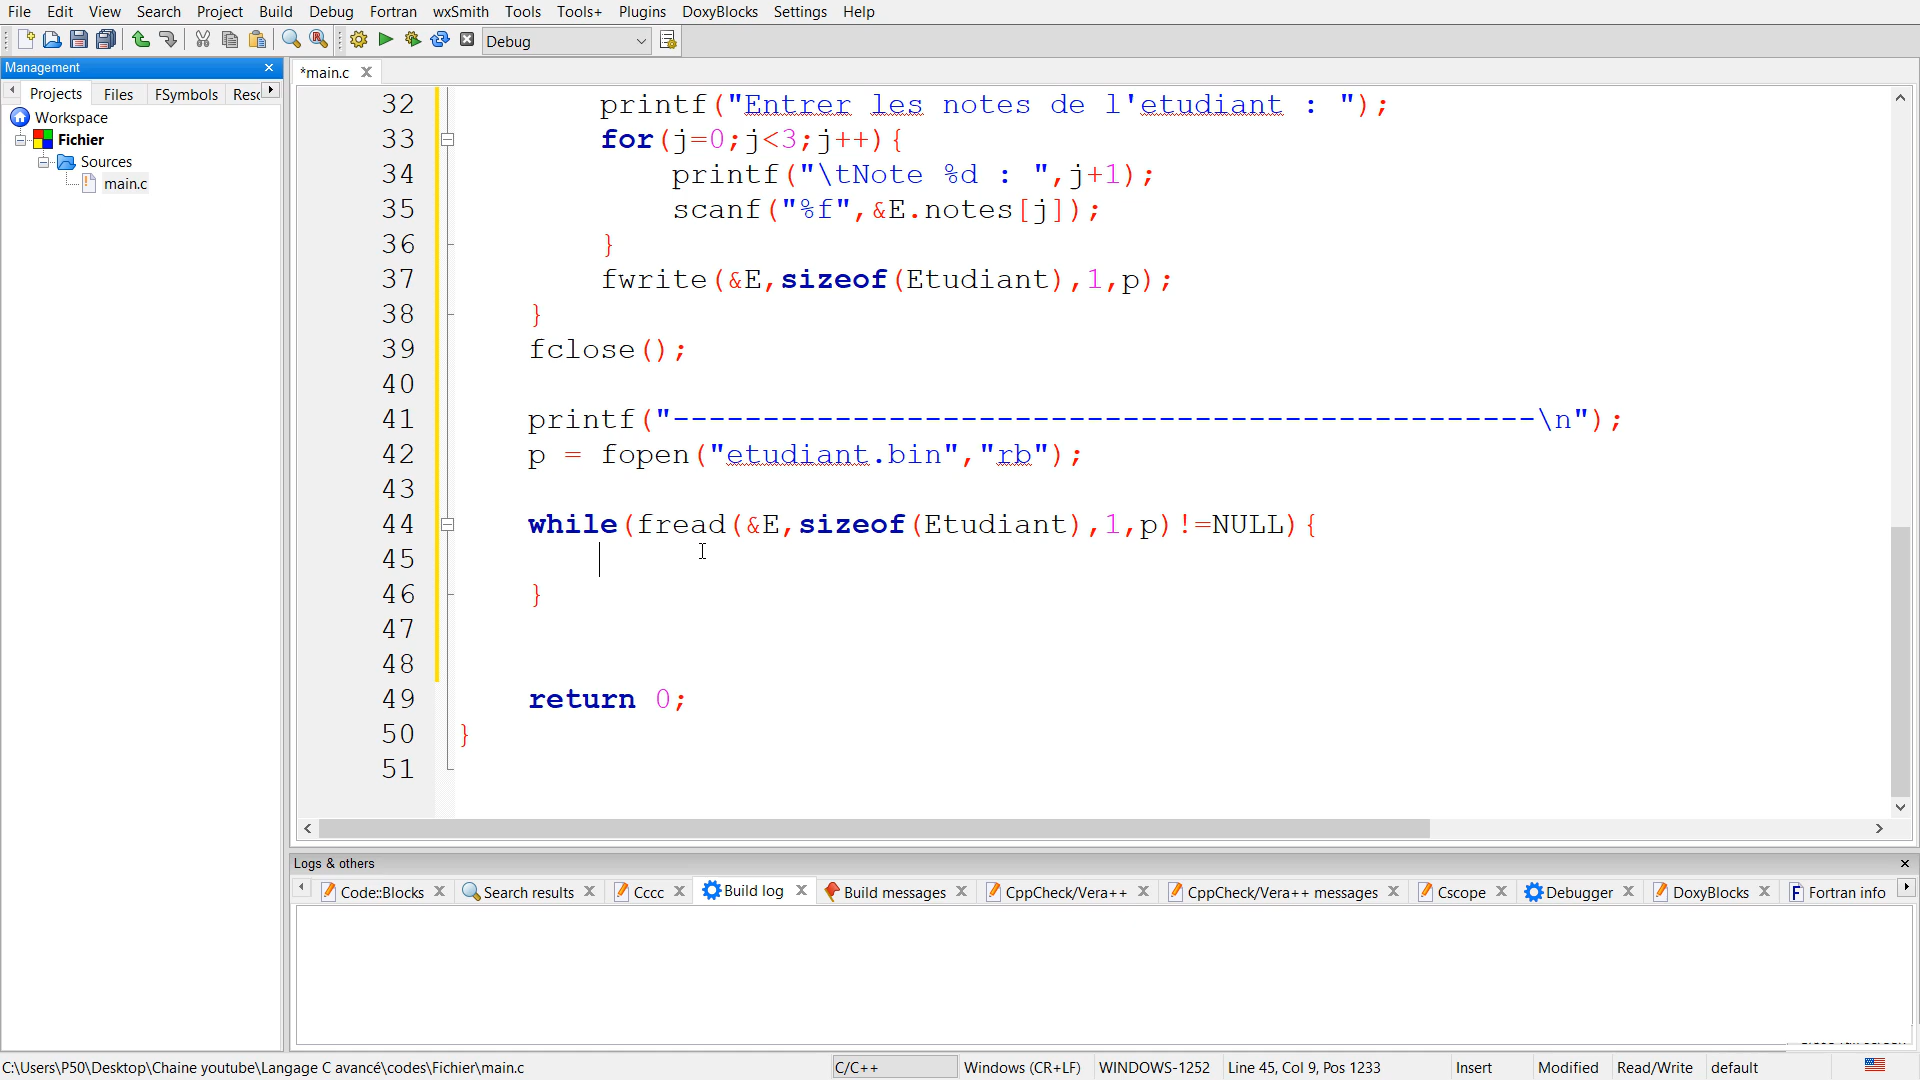 File Edit View Search Project Build Debug Fortran wxSmith Tools Tools+ Plugins DoxyBlocks Settings Help
Debug
Management
*main.c
Projects Files FSymbols
Workspace
Fichier
Sources
main.c
32 printf("Entrer les notes de l'etudiant : ");
33 for(j=0;j<3;j++){
34 printf("\tNote %d : ",j+1);
35 scanf("%f",&E.notes[j]);
36 }
37 fwrite(&E,sizeof(Etudiant),1,p);
38 }
39 fclose();
40
41 printf("------------------------------------------------\n");
42 p = fopen("etudiant.bin","rb");
43
44 while(fread(&E,sizeof(Etudiant),1,p)!=NULL){
45
46 }
47
48
49 return 0;
50 }
51
Logs & others
Code::Blocks Search results Cccc Build log Build messages CppCheck/Vera++ CppCheck/Vera++ messages Cscope Debugger DoxyBlocks Fortran info
C:\Users\P50\Desktop\Chaine youtube\Langage C avancé\codes\Fichier\main.c C/C++ Windows (CR+LF) WINDOWS-1252 Line 45, Col 9, Pos 1233 Insert Modified Read/Write default